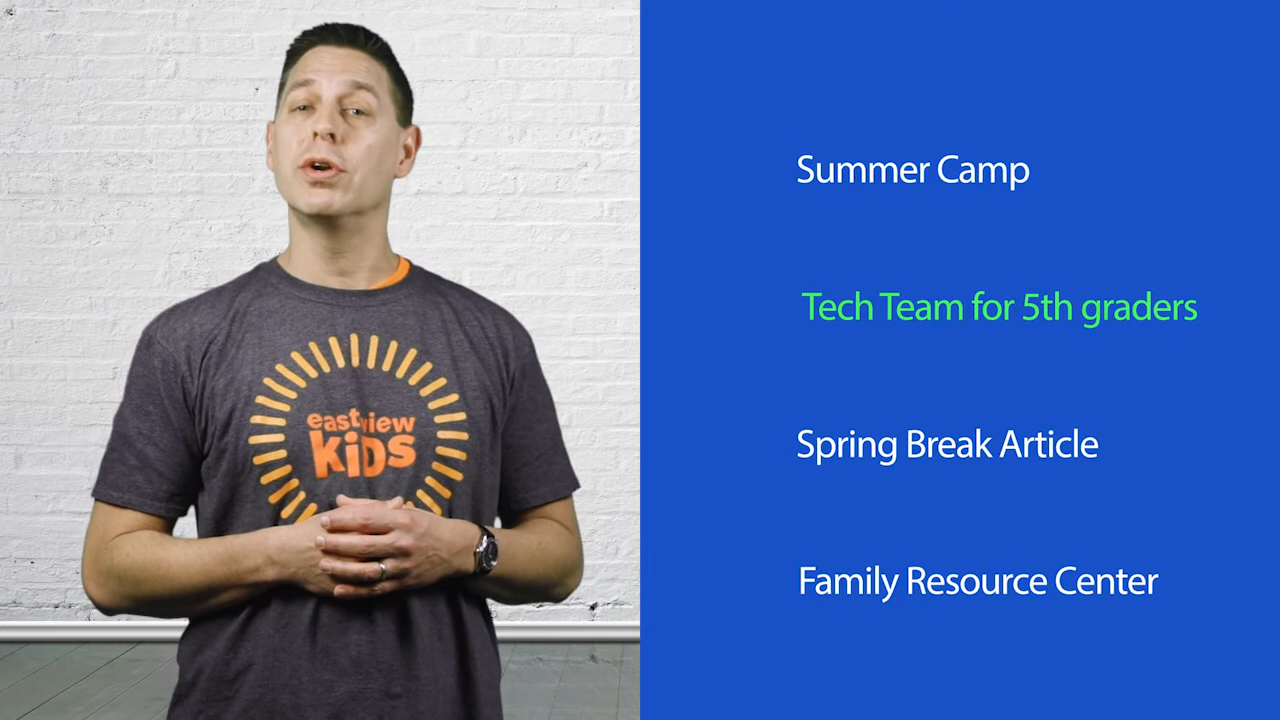 eastview
kiDS
Summer Camp
Tech Team for 5th graders
Spring Break Article
Family Resource Center